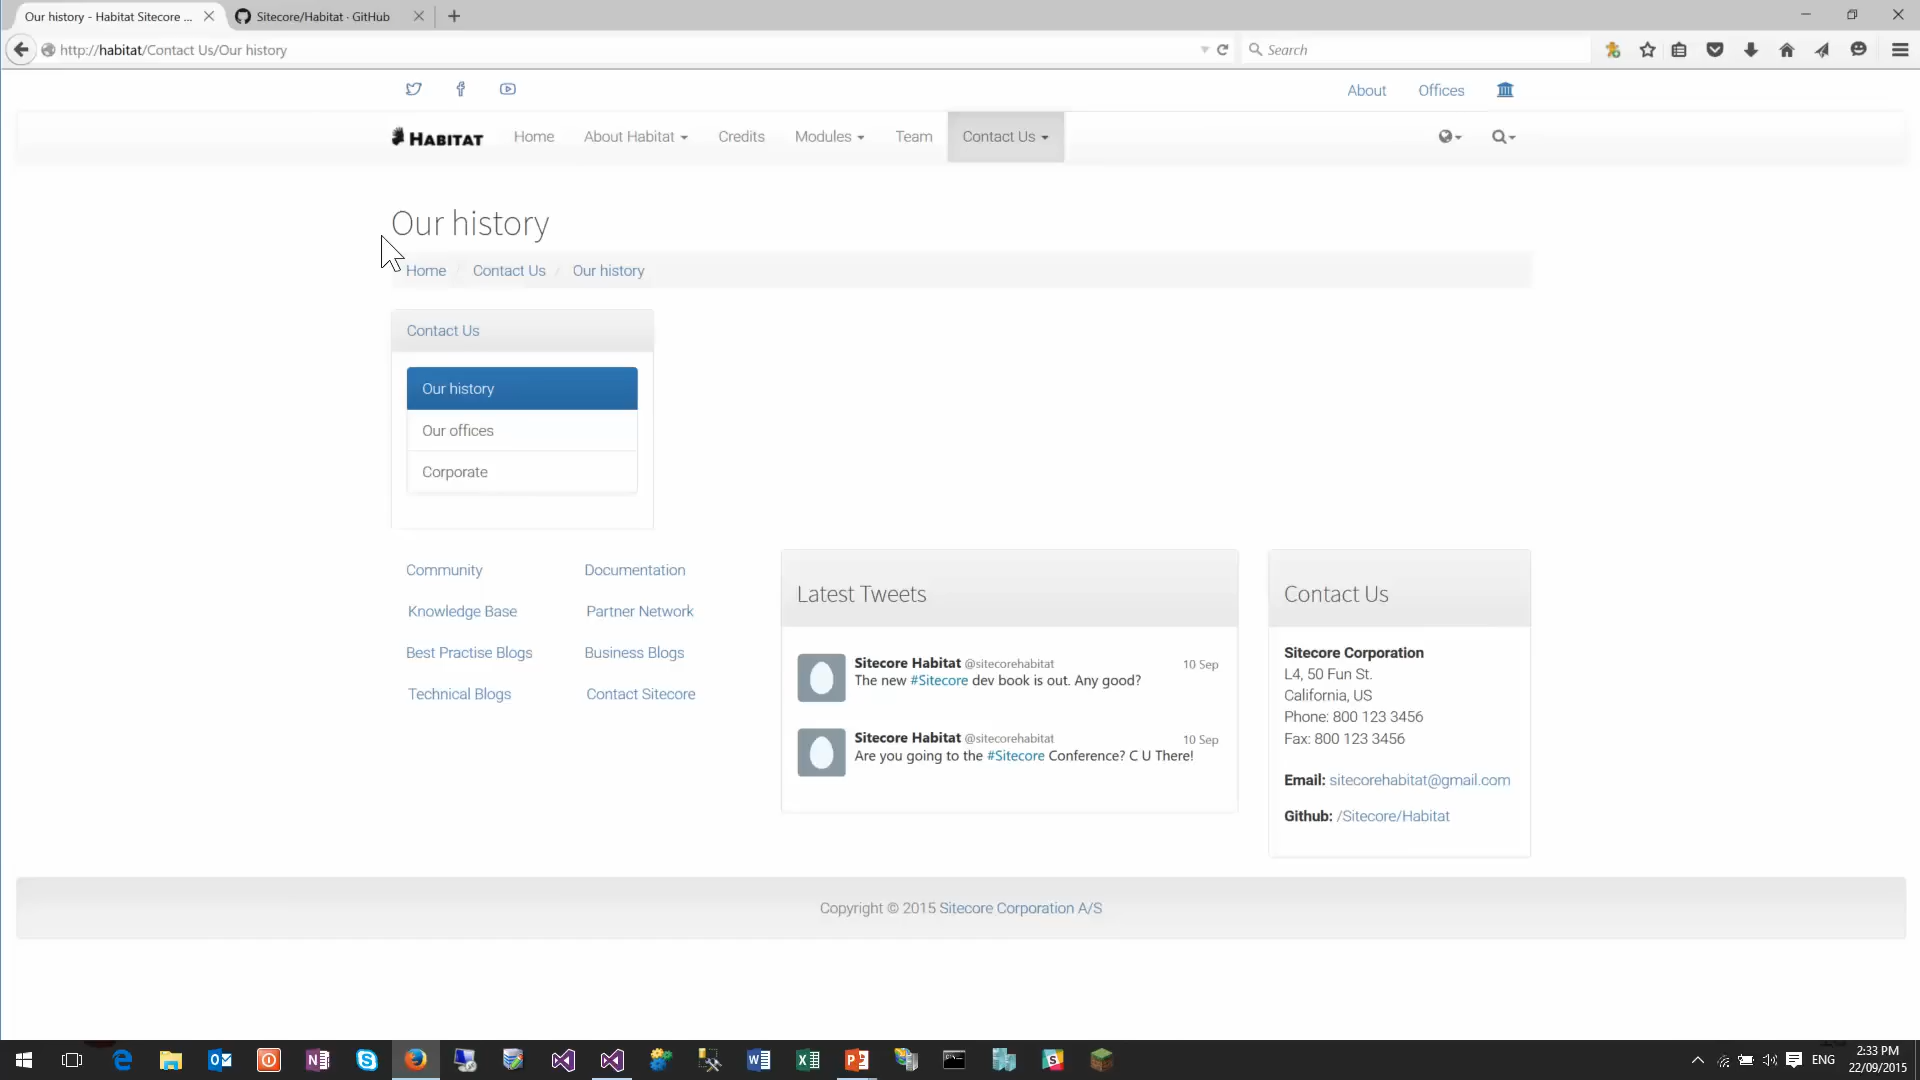 Our history - Habitat Sitecore ...
Sitecore/Habitat · GitHub
http://habitat/Contact Us/Our history
Search
About
Offices
HABITAT
Home
About Habitat
Credits
Modules
Team
Contact Us
Our history
Home / Contact Us / Our history
Contact Us
Our history
Our offices
Corporate
Community
Documentation
Knowledge Base
Partner Network
Best Practise Blogs
Business Blogs
Technical Blogs
Contact Sitecore
Latest Tweets
Sitecore Habitat @sitecorehabitat 10 Sep
The new #Sitecore dev book is out. Any good?
Sitecore Habitat @sitecorehabitat 10 Sep
Are you going to the #Sitecore Conference? C U There!
Contact Us
Sitecore Corporation
L4, 50 Fun St.
California, US
Phone: 800 123 3456
Fax: 800 123 3456
Email: sitecorehabitat@gmail.com
Github: /Sitecore/Habitat
Copyright © 2015 Sitecore Corporation A/S
ENG
2:33 PM
22/09/2015